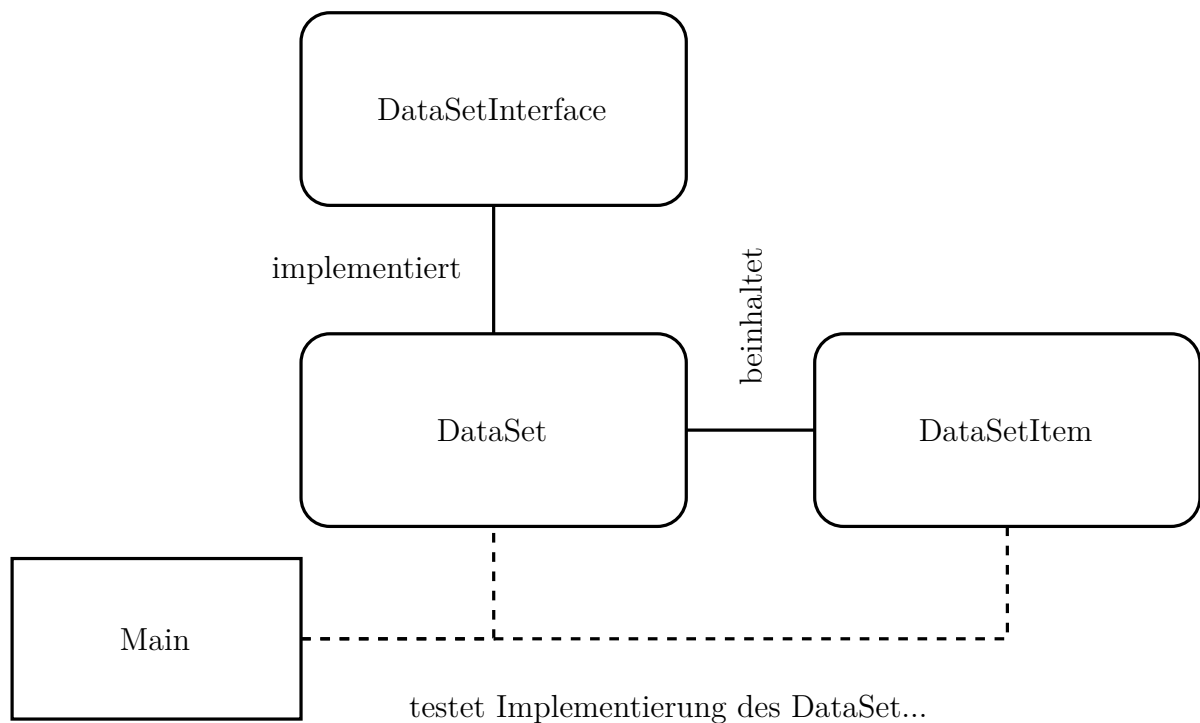 DataSetInterface
implementiert
beinhaltet
DataSet
DataSetItem
Main
testet Implementierung des DataSet...